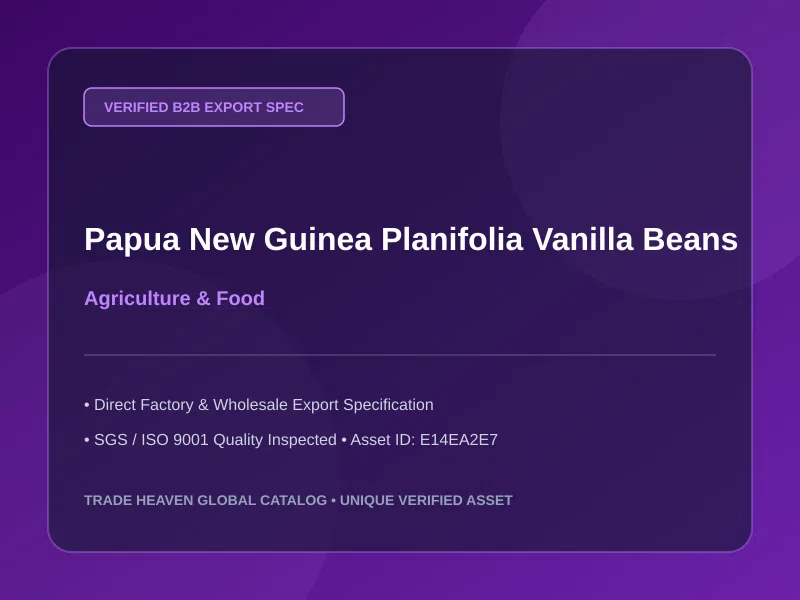 VERIFIED B2B EXPORT SPEC
Papua New Guinea Planifolia Vanilla Beans
Agriculture & Food
• Direct Factory & Wholesale Export Specification
• SGS / ISO 9001 Quality Inspected • Asset ID: E14EA2E7
TRADE HEAVEN GLOBAL CATALOG • UNIQUE VERIFIED ASSET